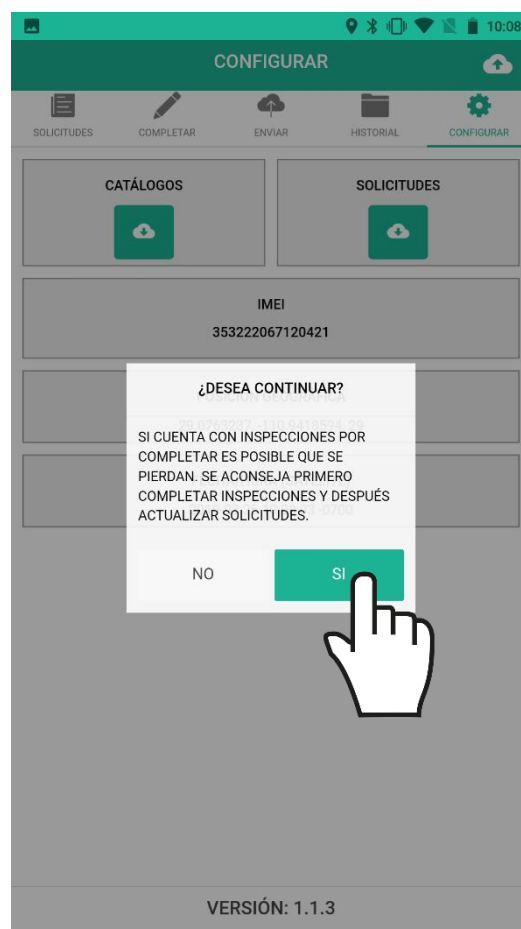 10:08
CONFIGURAR
SOLICITUDES
COMPLETAR
ENVIAR
HISTORIAL
CONFIGURAR
CATÁLOGOS
SOLICITUDES
IMEI
353222067120421
¿DESEA CONTINUAR?
POSICIÓN GEOGRÁFICA
SI CUENTA CON INSPECCIONES POR
COMPLETAR ES POSIBLE QUE SE
PIERDAN. SE ACONSEJA PRIMERO
COMPLETAR INSPECCIONES Y DESPUÉS
ACTUALIZAR SOLICITUDES.
NO
SI
VERSIÓN: 1.1.3